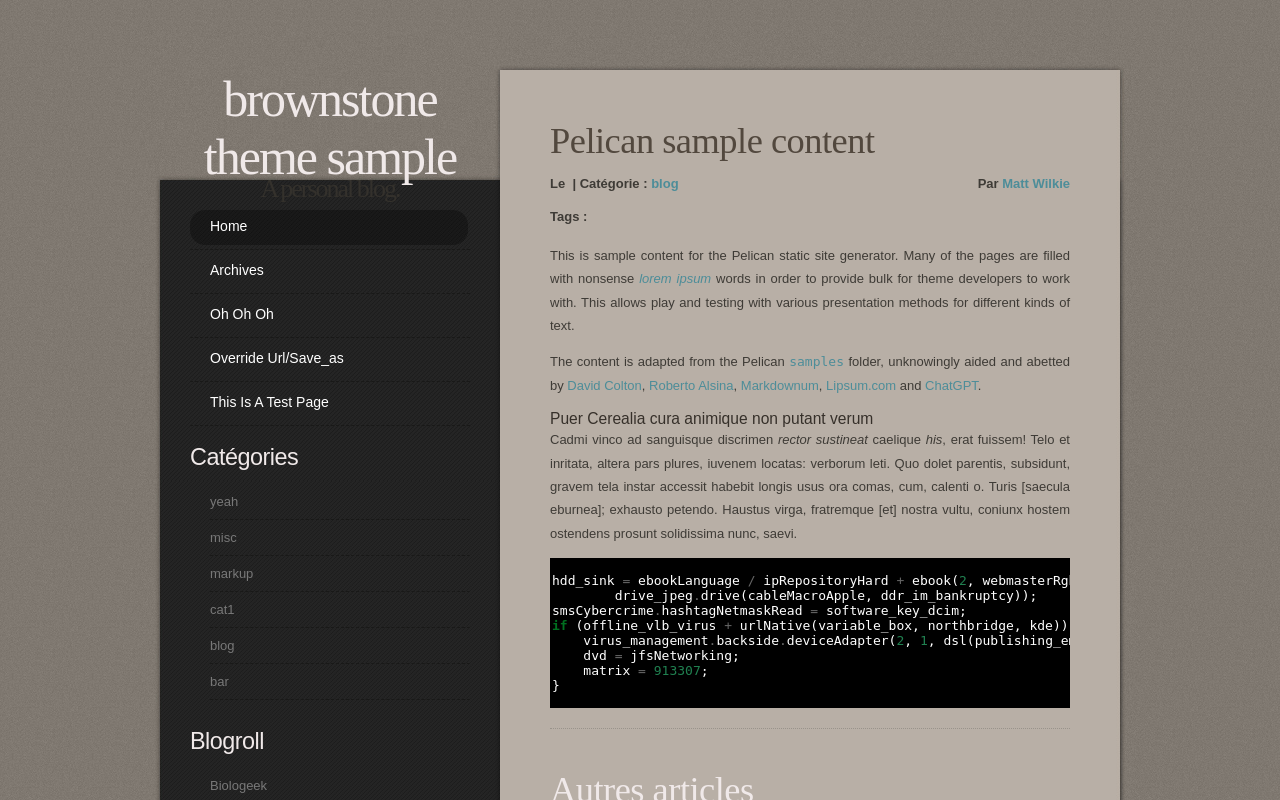 brownstone
theme sample
A personal blog.
Home
Archives
Oh Oh Oh
Override Url/Save_as
This Is A Test Page
Catégories
yeah
misc
markup
cat1
blog
bar
Blogroll
Biologeek
Pelican sample content
Le | Catégorie : blog
Par Matt Wilkie
Tags :
This is sample content for the Pelican static site generator. Many of the pages are filled
with nonsense lorem ipsum words in order to provide bulk for theme developers to work
with. This allows play and testing with various presentation methods for different kinds of
text.
The content is adapted from the Pelican samples folder, unknowingly aided and abetted
by David Colton, Roberto Alsina, Markdownum, Lipsum.com and ChatGPT.
Puer Cerealia cura animique non putant verum
Cadmi vinco ad sanguisque discrimen rector sustineat caelique his, erat fuissem! Telo et
inritata, altera pars plures, iuvenem locatas: verborum leti. Quo dolet parentis, subsidunt,
gravem tela instar accessit habebit longis usus ora comas, cum, calenti o. Turis [saecula
eburnea]; exhausto petendo. Haustus virga, fratremque [et] nostra vultu, coniunx hostem
ostendens prosunt solidissima nunc, saevi.
hdd_sink = ebookLanguage / ipRepositoryHard + ebook(2, webmasterRg
        drive_jpeg.drive(cableMacroApple, ddr_im_bankruptcy));
smsCybercrime.hashtagNetmaskRead = software_key_dcim;
if (offline_vlb_virus + urlNative(variable_box, northbridge, kde))
    virus_management.backside.deviceAdapter(2, 1, dsl(publishing_e
    dvd = jfsNetworking;
    matrix = 913307;
}
Autres articles